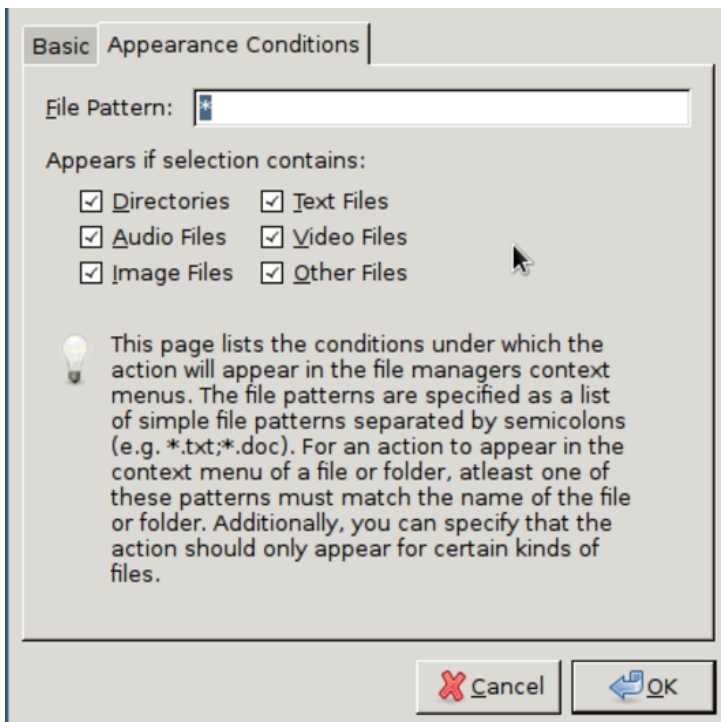 Basic Appearance Conditions
File Pattern: *
Appears if selection contains:
Directories Text Files
Audio Files Video Files
Image Files Other Files
This page lists the conditions under which the
action will appear in the file managers context
menus. The file patterns are specified as a list
of simple file patterns separated by semicolons
(e.g. *.txt;*.doc). For an action to appear in the
context menu of a file or folder, atleast one of
these patterns must match the name of the file
or folder. Additionally, you can specify that the
action should only appear for certain kinds of
files.
Cancel OK